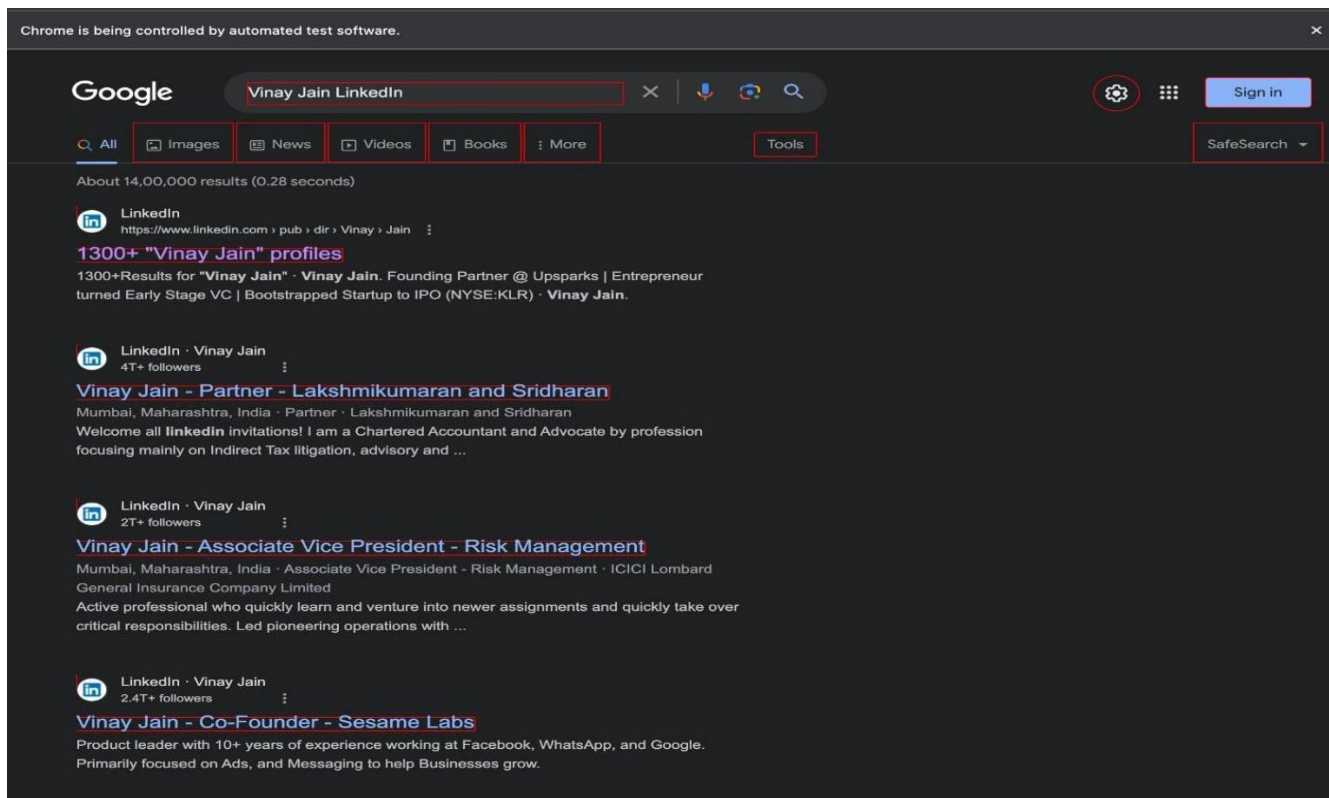 Chrome is being controlled by automated test software.
Google
Vinay Jain LinkedIn
Sign in
All
Images
News
Videos
Books
More
Tools
SafeSearch
About 14,00,000 results (0.28 seconds)
LinkedIn
https://www.linkedin.com › pub › dir › Vinay › Jain
1300+ "Vinay Jain" profiles
1300+Results for "Vinay Jain" · Vinay Jain. Founding Partner @ Upsparks | Entrepreneur
turned Early Stage VC | Bootstrapped Startup to IPO (NYSE:KLR) · Vinay Jain.
LinkedIn · Vinay Jain
4T+ followers
Vinay Jain - Partner - Lakshmikumaran and Sridharan
Mumbai, Maharashtra, India · Partner · Lakshmikumaran and Sridharan
Welcome all linkedin invitations! I am a Chartered Accountant and Advocate by profession
focusing mainly on Indirect Tax litigation, advisory and ...
LinkedIn · Vinay Jain
2T+ followers
Vinay Jain - Associate Vice President - Risk Management
Mumbai, Maharashtra, India · Associate Vice President - Risk Management · ICICI Lombard
General Insurance Company Limited
Active professional who quickly learn and venture into newer assignments and quickly take over
critical responsibilities. Led pioneering operations with ...
LinkedIn · Vinay Jain
2.4T+ followers
Vinay Jain - Co-Founder - Sesame Labs
Product leader with 10+ years of experience working at Facebook, WhatsApp, and Google.
Primarily focused on Ads, and Messaging to help Businesses grow.